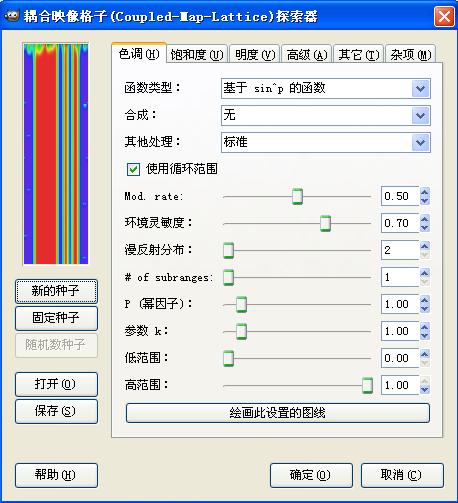 耦合映像格子(Coupled-Map-Lattice)探索器
色调(H) 饱和度(U) 明度(V) 高级(A) 其它(T) 杂项(M)
函数类型: 基于 sin^p 的函数
合成: 无
其他处理: 标准
使用循环范围
Mod. rate: 0.50
环境灵敏度: 0.70
漫反射分布: 2
# of subranges: 1
P (幂因子): 1.00
参数 k: 1.00
低范围: 0.00
高范围: 1.00
绘画此设置的图线
新的种子
固定种子
随机数种子
打开(O)
保存(S)
帮助(H) 确定(O) 取消(C)